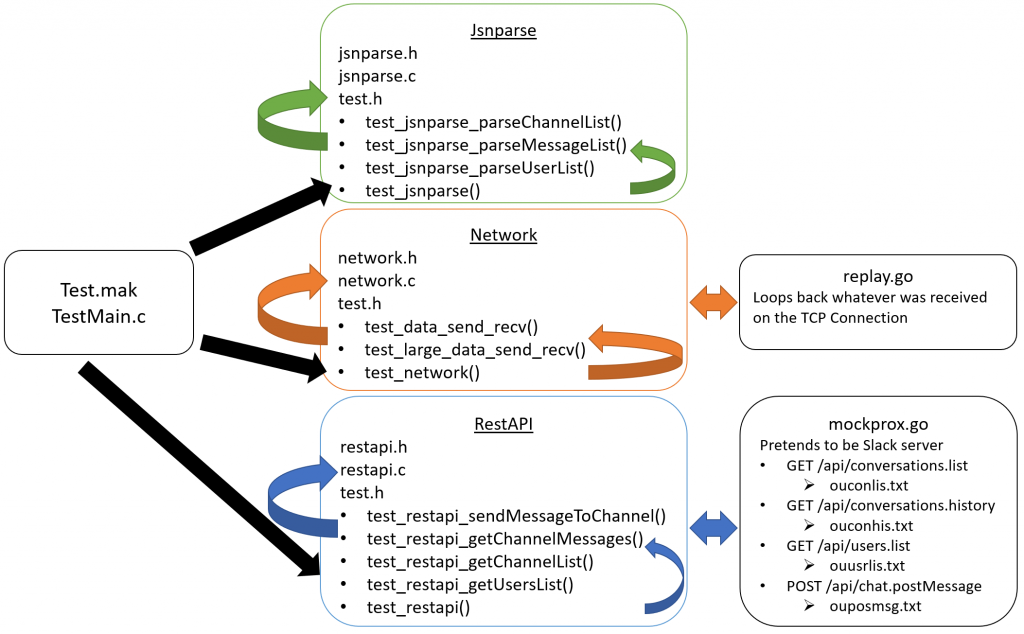 Jsnparse
jsnparse.h
jsnparse.c
test.h
• test_jsnparse_parseChannelList()
• test_jsnparse_parseMessageList()
• test_jsnparse_parseUserList()
• test_jsnparse()
Test.mak
TestMain.c
Network
network.h
network.c
test.h
• test_data_send_recv()
• test_large_data_send_recv()
• test_network()
replay.go
Loops back whatever was received
on the TCP Connection
RestAPI
restapi.h
restapi.c
test.h
• test_restapi_sendMessageToChannel()
• test_restapi_getChannelMessages()
• test_restapi_getChannelList()
• test_restapi_getUsersList()
• test_restapi()
mockprox.go
Pretends to be Slack server
• GET /api/conversations.list
➢ ouconlis.txt
• GET /api/conversations.history
➢ ouconhis.txt
• GET /api/users.list
➢ ouusrlis.txt
• POST /api/chat.postMessage
➢ ouposmsg.txt